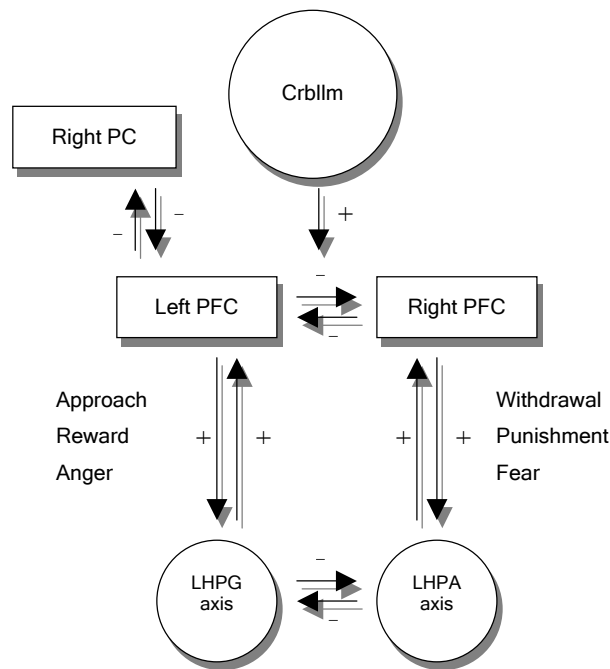 Crbllm
Right PC
–
–
+
–
Left PFC
Right PFC
–
Approach
Reward
Anger
+
+
+
+
Withdrawal
Punishment
Fear
–
LHPG
axis
LHPA
axis
–